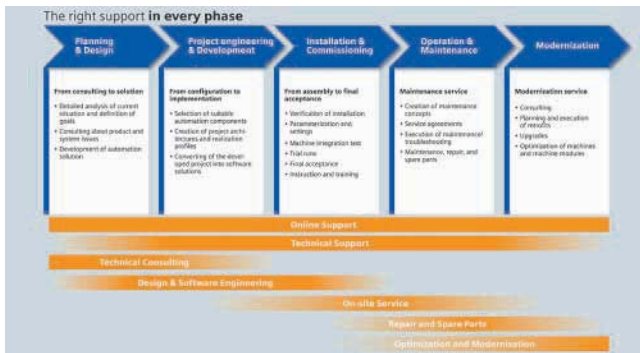 The right support in every phase
Planning
& Design
Project engineering
& Development
Installation &
Commissioning
Operation &
Maintenance
Modernization
From consulting to solution
• Detailed analysis of current
situation and definition of
goals
• Consulting about product and
system issues
• Development of automation
solution
From configuration to
implementation
• Selection of suitable
automation components
• Creation of project archi-
tectures and realization
profiles
• Converting of the devel-
oped project into software
solutions
From assembly to final
acceptance
• Verification of installation
• Parameterization and
settings
• Machine integration test
• Trial runs
• Final acceptance
• Instruction and training
Maintenance service
• Creation of maintenance
concepts
• Service agreements
• Execution of maintenance/
troubleshooting
• Maintenance, repair, and
spare parts
Modernization service
• Consulting
• Planning and execution
of retrofits
• Upgrades
• Optimization of machines
and machine modules
Online Support
Technical Support
Technical Consulting
Design & Software Engineering
On-site Service
Repair and Spare Parts
Optimization and Modernization